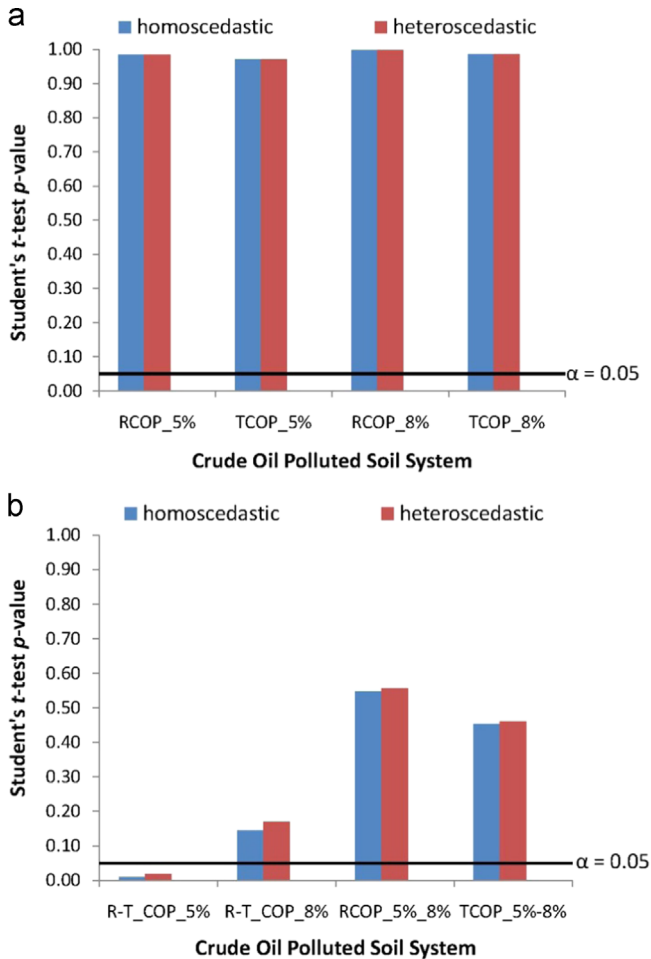 a
homoscedastic heteroscedastic
1.00
0.90
0.80
0.70
0.60
0.50
0.40
0.30
0.20
0.10
0.00
Student's t-test p-value
α = 0.05
RCOP_5% TCOP_5% RCOP_8% TCOP_8%
Crude Oil Polluted Soil System
b
homoscedastic heteroscedastic
1.00
0.90
0.80
0.70
0.60
0.50
0.40
0.30
0.20
0.10
0.00
Student's t-test p-value
α = 0.05
R-T_COP_5% R-T_COP_8% RCOP_5%_8% TCOP_5%-8%
Crude Oil Polluted Soil System